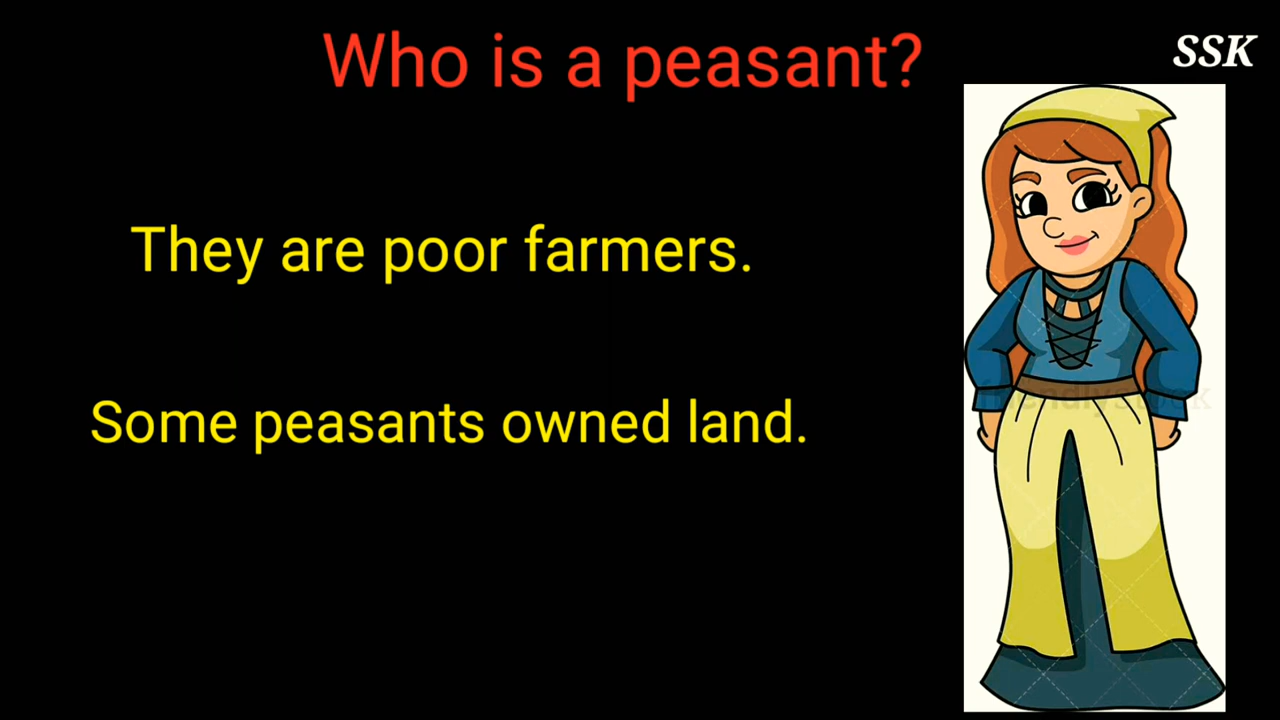 Who is a peasant?
SSK
They are poor farmers.
Some peasants owned land.